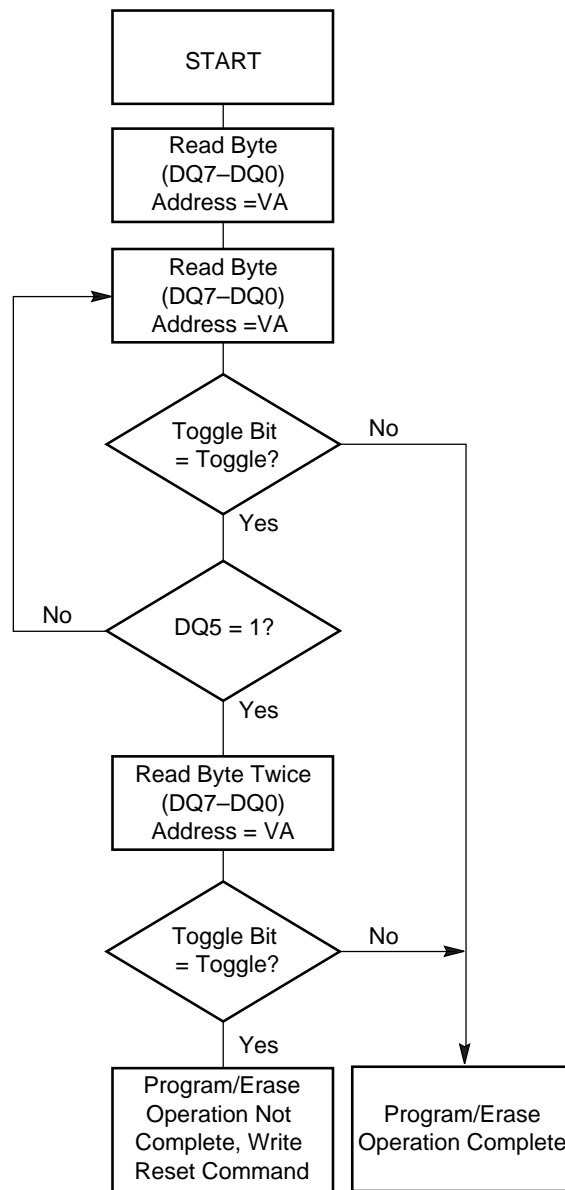 START
Read Byte
(DQ7–DQ0)
Address =VA
Read Byte
(DQ7–DQ0)
Address =VA
Toggle Bit
= Toggle?
No
Yes
No
DQ5 = 1?
Yes
Read Byte Twice
(DQ7–DQ0)
Address = VA
Toggle Bit
= Toggle?
No
Yes
Program/Erase
Operation Not
Complete, Write
Reset Command
Program/Erase
Operation Complete